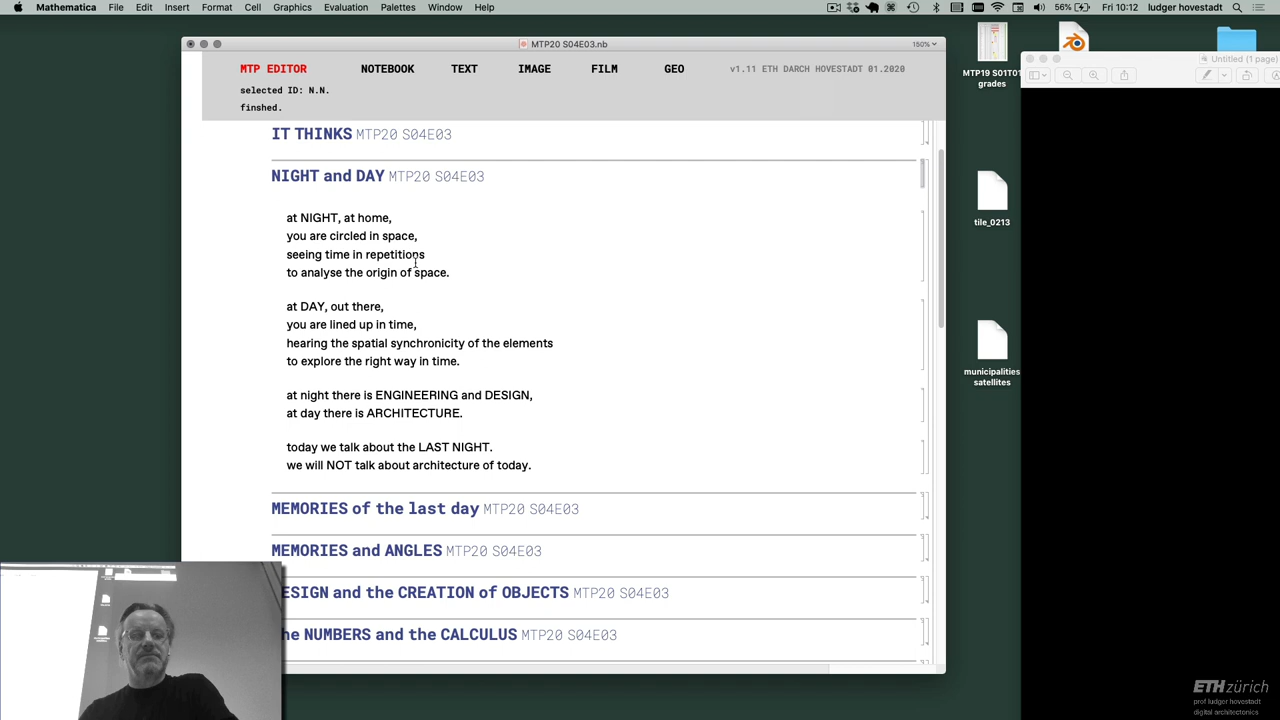 Mathematica File Edit Insert Format Cell Graphics Evaluation Palettes Window Help 56% Fri 10:12 ludger hovestadt
MTP20 S04E03.nb 150%
MTP EDITOR NOTEBOOK TEXT IMAGE FILM GEO v1.11 ETH DARCH HOVESTADT 01.2020
selected ID: N.N.
finshed.
IT THINKS MTP20 S04E03
NIGHT and DAY MTP20 S04E03
at NIGHT, at home,
you are circled in space,
seeing time in repetitions
to analyse the origin of space.
at DAY, out there,
you are lined up in time,
hearing the spatial synchronicity of the elements
to explore the right way in time.
at night there is ENGINEERING and DESIGN,
at day there is ARCHITECTURE.
today we talk about the LAST NIGHT.
we will NOT talk about architecture of today.
MEMORIES of the last day MTP20 S04E03
MEMORIES and ANGLES MTP20 S04E03
ESIGN and the CREATION of OBJECTS MTP20 S04E03
he NUMBERS and the CALCULUS MTP20 S04E03
MTP19 S01T01
grades
tile_0213
municipalities
satellites
Untitled (1 page)
ETH zürich
prof ludger hovestadt
digital architectonics